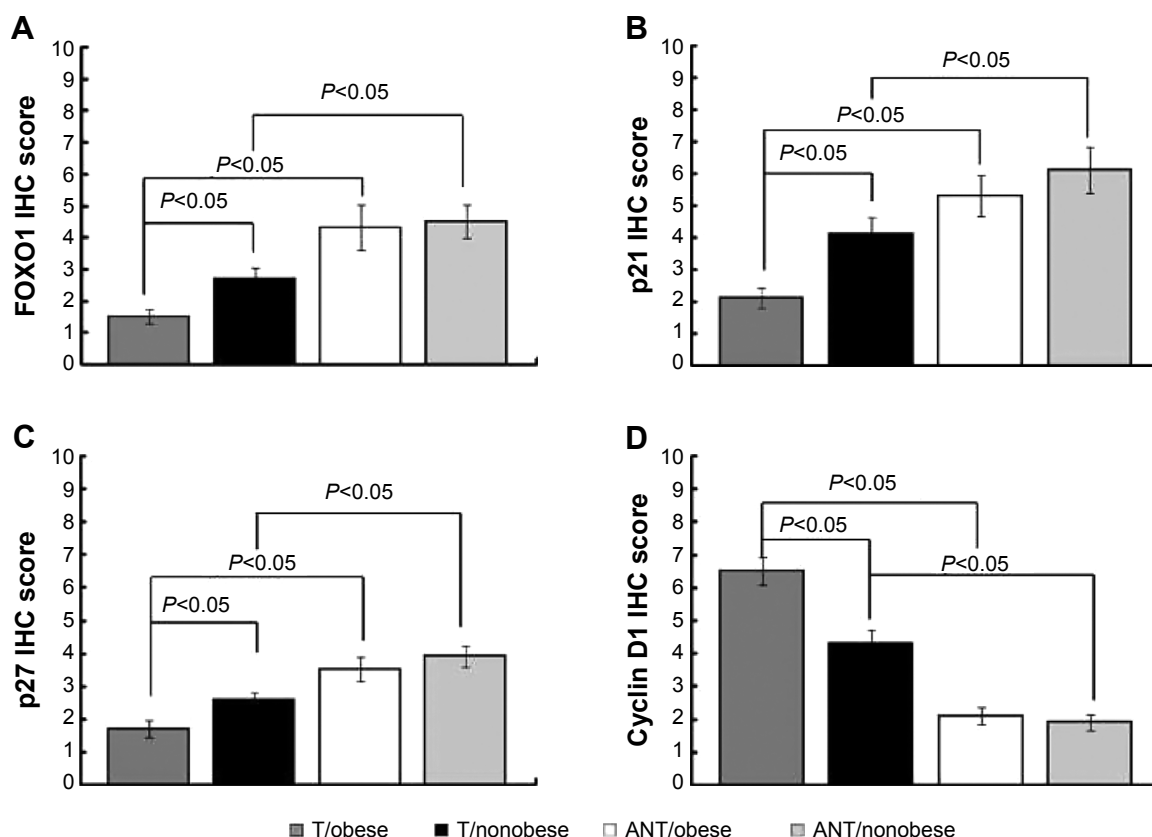 A
FOXO1 IHC score
10
9
8
7
6
5
4
3
2
1
0
P<0.05
P<0.05
P<0.05
B
p21 IHC score
10
9
8
7
6
5
4
3
2
1
0
P<0.05
P<0.05
P<0.05
C
p27 IHC score
10
9
8
7
6
5
4
3
2
1
0
P<0.05
P<0.05
P<0.05
D
Cyclin D1 IHC score
10
9
8
7
6
5
4
3
2
1
0
P<0.05
P<0.05
P<0.05
T/obese T/nonobese ANT/obese ANT/nonobese